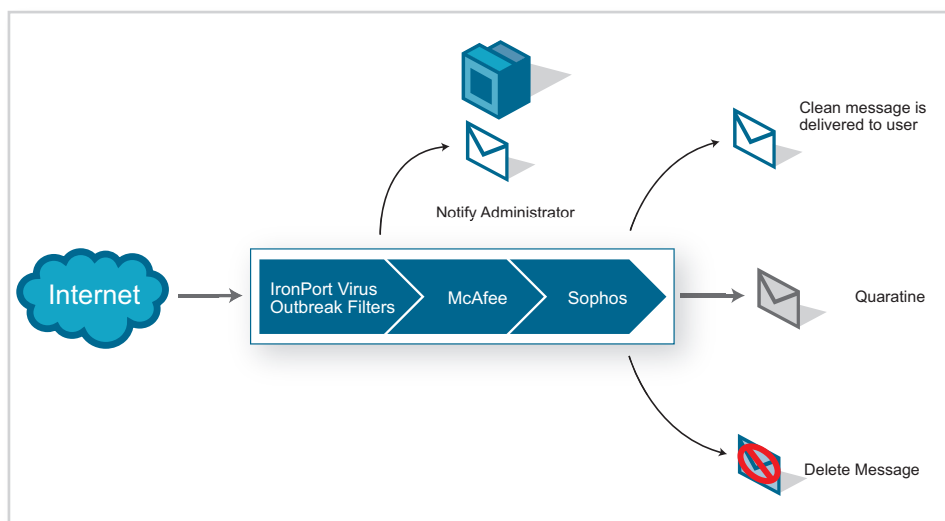 Clean message is
delivered to user
Notify Administrator
Internet
IronPort Virus
Outbreak Filters
McAfee
Sophos
Quaratine
Delete Message